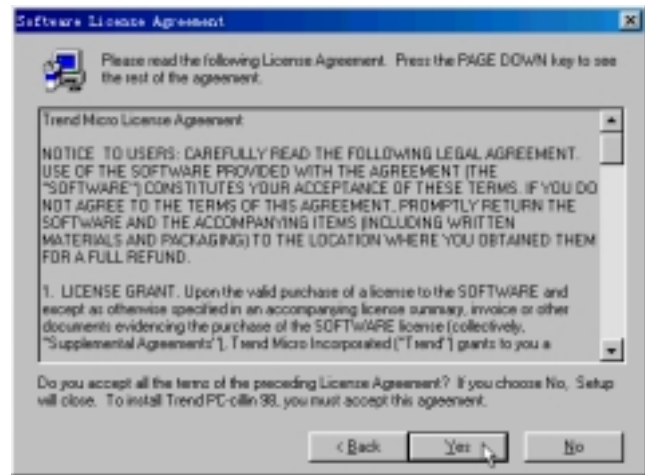 Software License Agreement
Please read the following License Agreement. Press the PAGE DOWN key to see
the rest of the agreement.
Trend Micro License Agreement
NOTICE TO USERS: CAREFULLY READ THE FOLLOWING LEGAL AGREEMENT.
USE OF THE SOFTWARE PROVIDED WITH THE AGREEMENT (THE
"SOFTWARE") CONSTITUTES YOUR ACCEPTANCE OF THESE TERMS. IF YOU DO
NOT AGREE TO THE TERMS OF THIS AGREEMENT, PROMPTLY RETURN THE
SOFTWARE AND THE ACCOMPANYING ITEMS (INCLUDING WRITTEN
MATERIALS AND PACKAGING) TO THE LOCATION WHERE YOU OBTAINED THEM
FOR A FULL REFUND.
1. LICENSE GRANT. Upon the valid purchase of a license to the SOFTWARE and
except as otherwise specified in an accompanying license summary, invoice or other
documents evidencing the purchase of the SOFTWARE license (collectively,
"Supplemental Agreements"), Trend Micro Incorporated ("Trend") grants to you a
Do you accept all the terms of the preceding License Agreement? If you choose No, Setup
will close. To install Trend PC-cillin 98, you must accept this agreement.
< Back
Yes
No